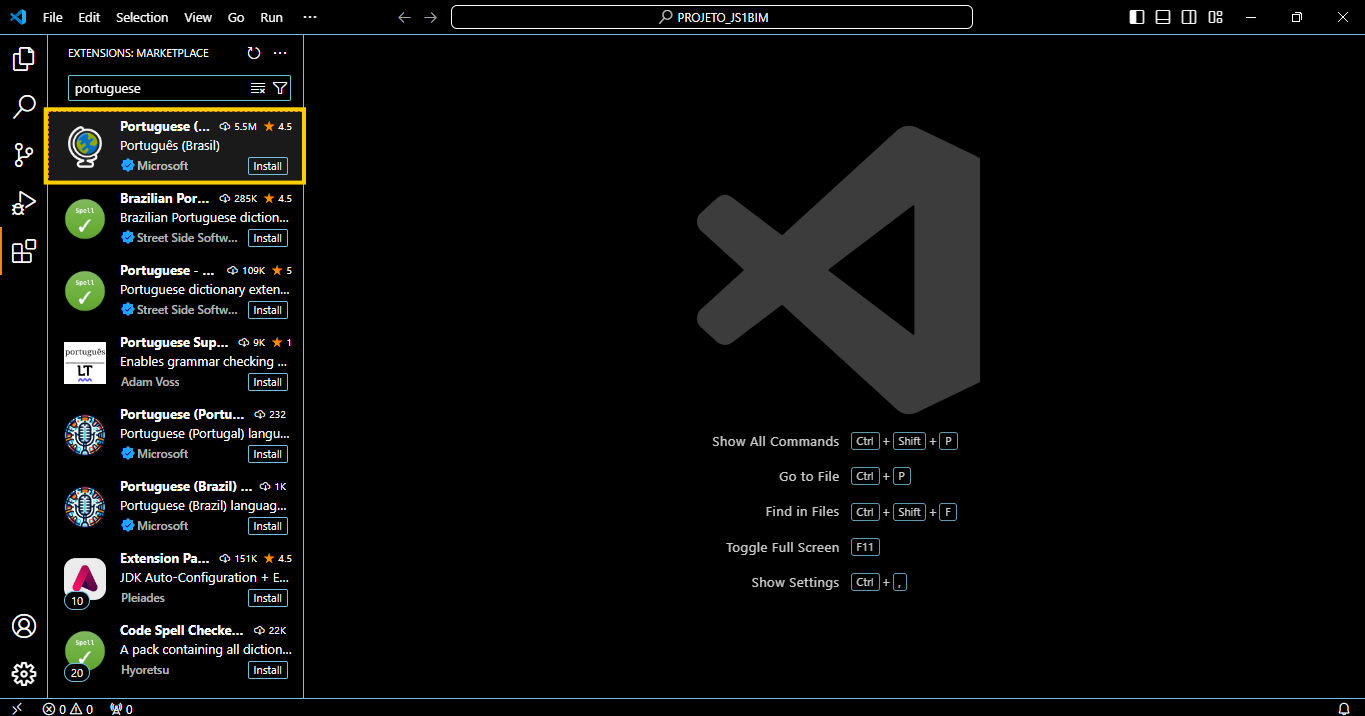 File Edit Selection View Go Run ···
PROJETO_JS1BIM
EXTENSIONS: MARKETPLACE
portuguese
Portuguese (... 5.5M ★ 4.5
Português (Brasil)
Microsoft Install
Brazilian Por... 285K ★ 4.5
Brazilian Portuguese diction...
Street Side Softw... Install
Spell
Portuguese - ... 109K ★ 5
Portuguese dictionary exten...
Street Side Softw... Install
Spell
Portuguese Sup... 9K ★ 1
Enables grammar checking ...
Adam Voss Install
português
LT
Portuguese (Portu... 232
Portuguese (Portugal) langu...
Microsoft Install
Portuguese (Brazil) ... 1K
Portuguese (Brazil) languag...
Microsoft Install
Extension Pa... 151K ★ 4.5
JDK Auto-Configuration + E...
Pleiades Install
10
Code Spell Checke... 22K
A pack containing all diction...
Hyoretsu Install
Spell
20
Show All Commands Ctrl + Shift + P
Go to File Ctrl + P
Find in Files Ctrl + Shift + F
Toggle Full Screen F11
Show Settings Ctrl + ,
0 0 0